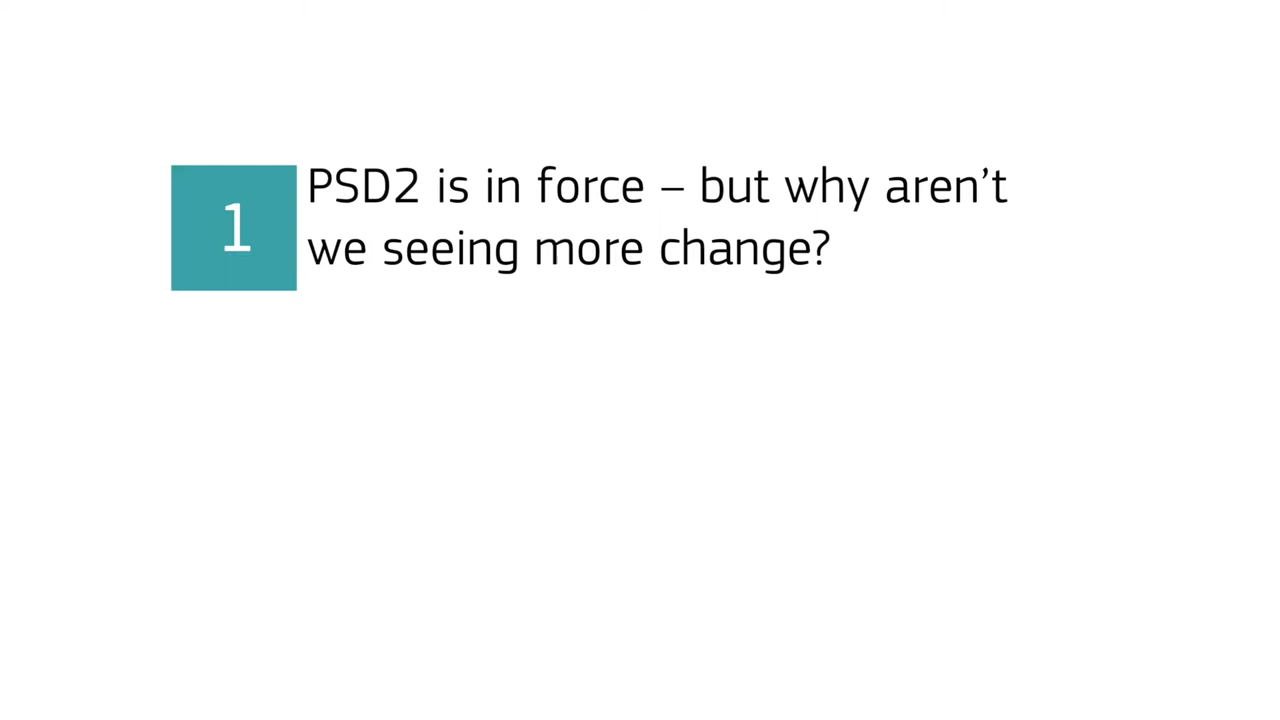 1
PSD2 is in force – but why aren’t
we seeing more change?